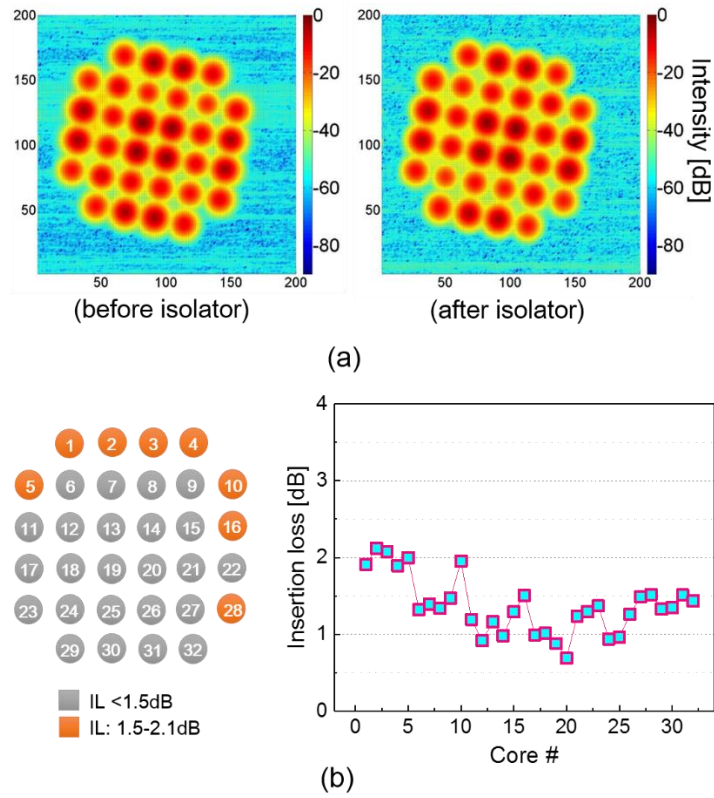 200
150
100
50
50 100 150 200
0
-20
-40
-60
-80
(before isolator)
200
150
100
50
50 100 150 200
0
-20
-40
-60
-80
Intensity [dB]
(after isolator)
(a)
1 2 3 4
5 6 7 8 9 10
11 12 13 14 15 16
17 18 19 20 21 22
23 24 25 26 27 28
29 30 31 32
IL <1.5dB
IL: 1.5-2.1dB
Insertion loss [dB]
4
3
2
1
0
0 5 10 15 20 25 30
Core #
(b)